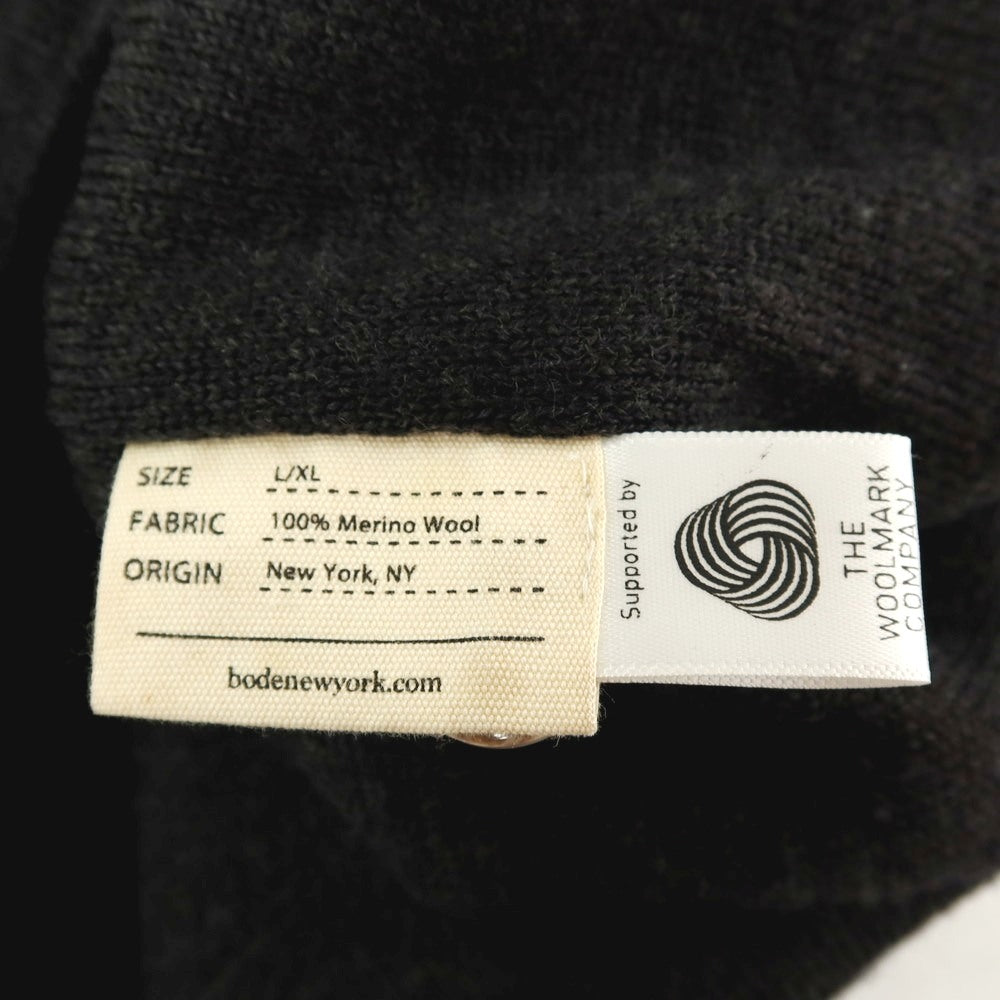 SIZE L/XL
FABRIC 100% Merino Wool
ORIGIN New York, NY
bodenewyork.com
Supported by
THE
WOOLMARK
COMPANY